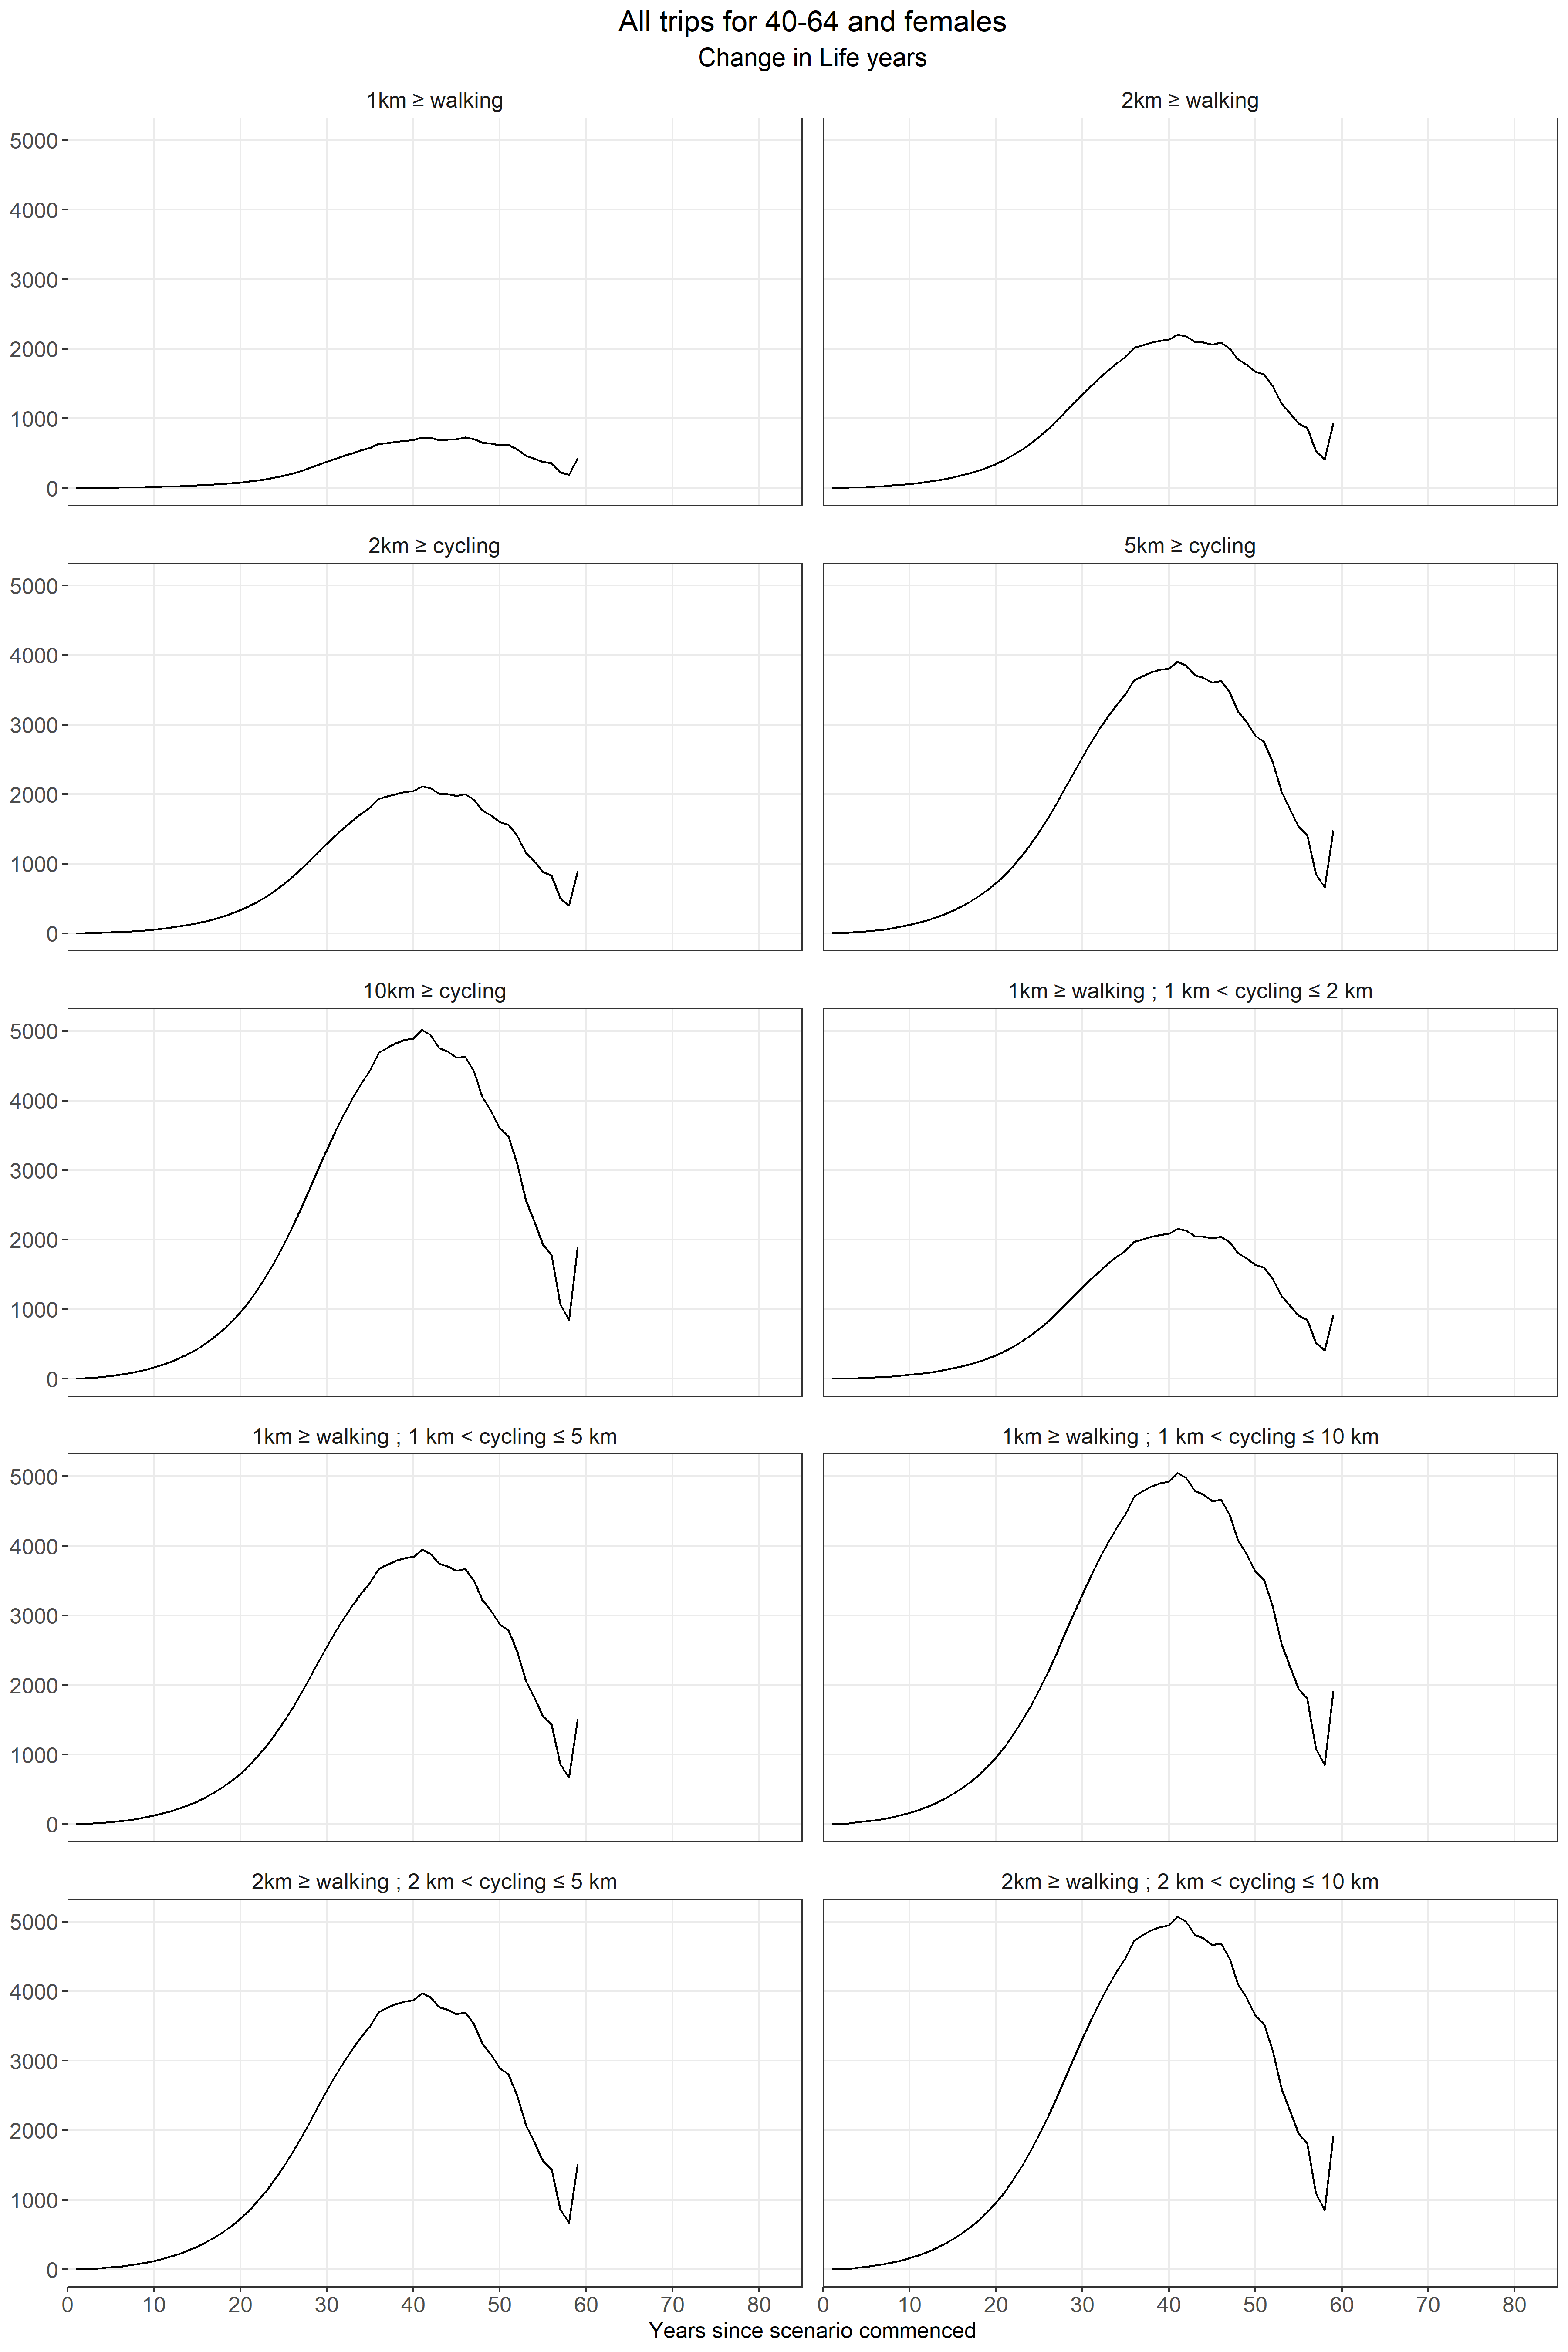 All trips for 40-64 and females
Change in Life years
1km ≥ walking
2km ≥ walking
5000
4000
3000
2000
1000
0
2km ≥ cycling
5km ≥ cycling
5000
4000
3000
2000
1000
0
10km ≥ cycling
1km ≥ walking ; 1 km < cycling ≤ 2 km
5000
4000
3000
2000
1000
0
1km ≥ walking ; 1 km < cycling ≤ 5 km
1km ≥ walking ; 1 km < cycling ≤ 10 km
5000
4000
3000
2000
1000
0
2km ≥ walking ; 2 km < cycling ≤ 5 km
2km ≥ walking ; 2 km < cycling ≤ 10 km
5000
4000
3000
2000
1000
0
0 10 20 30 40 50 60 70 80
0 10 20 30 40 50 60 70 80
Years since scenario commenced